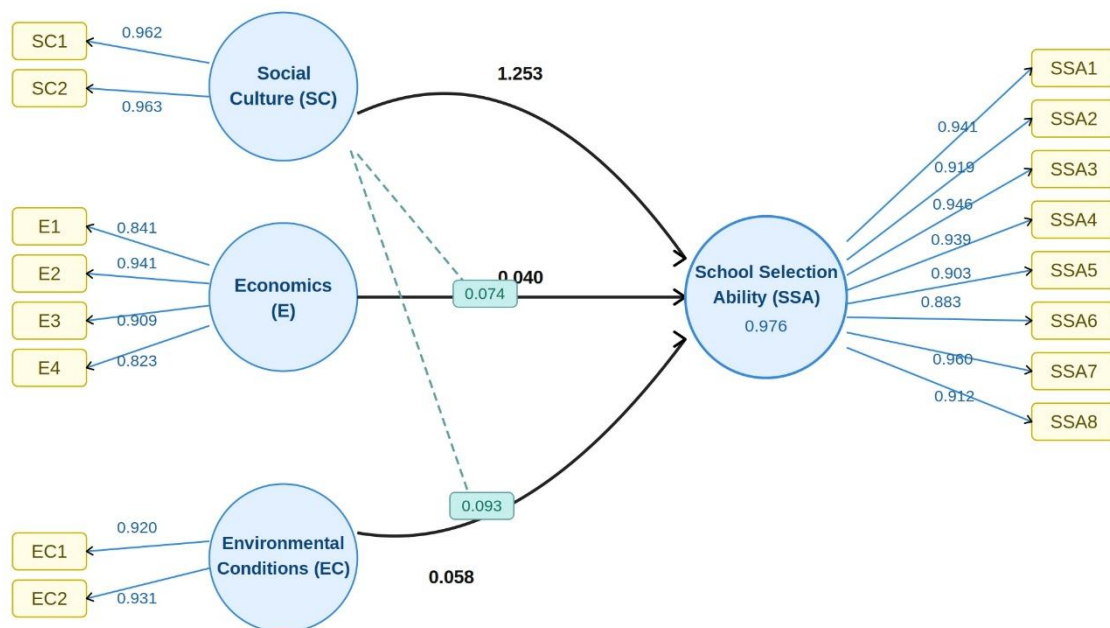 SC1
SC2
0.962
0.963
Social
Culture (SC)
1.253
E1
E2
E3
E4
0.841
0.941
0.909
0.823
Economics
(E)
0.040
0.074
EC1
EC2
0.920
0.931
Environmental
Conditions (EC)
0.093
0.058
School Selection
Ability (SSA)
0.976
0.941
0.919
0.946
0.939
0.903
0.883
0.960
0.912
SSA1
SSA2
SSA3
SSA4
SSA5
SSA6
SSA7
SSA8